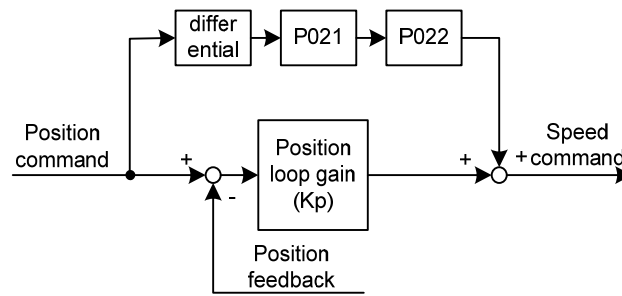 differ
ential
P021
P022
Position
command
+
-
Position
loop gain
(Kp)
+
+
Speed
command
Position
feedback